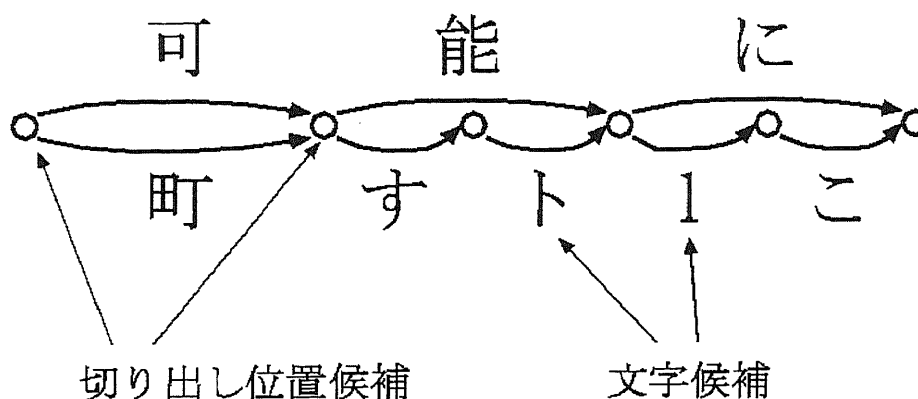 可 能 に
町 す ト 1 こ
切り出し位置候補 文字候補